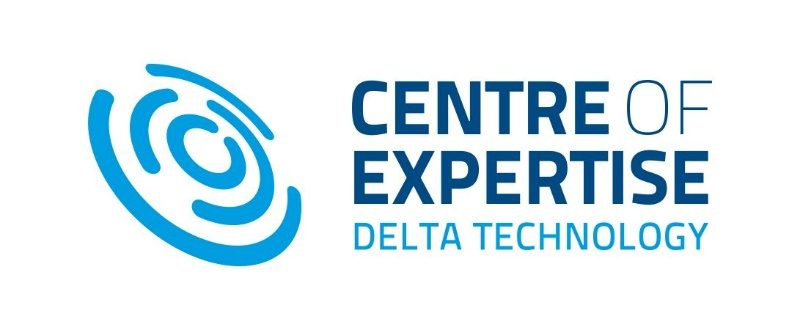 CENTRE OF
EXPERTISE
DELTA TECHNOLOGY